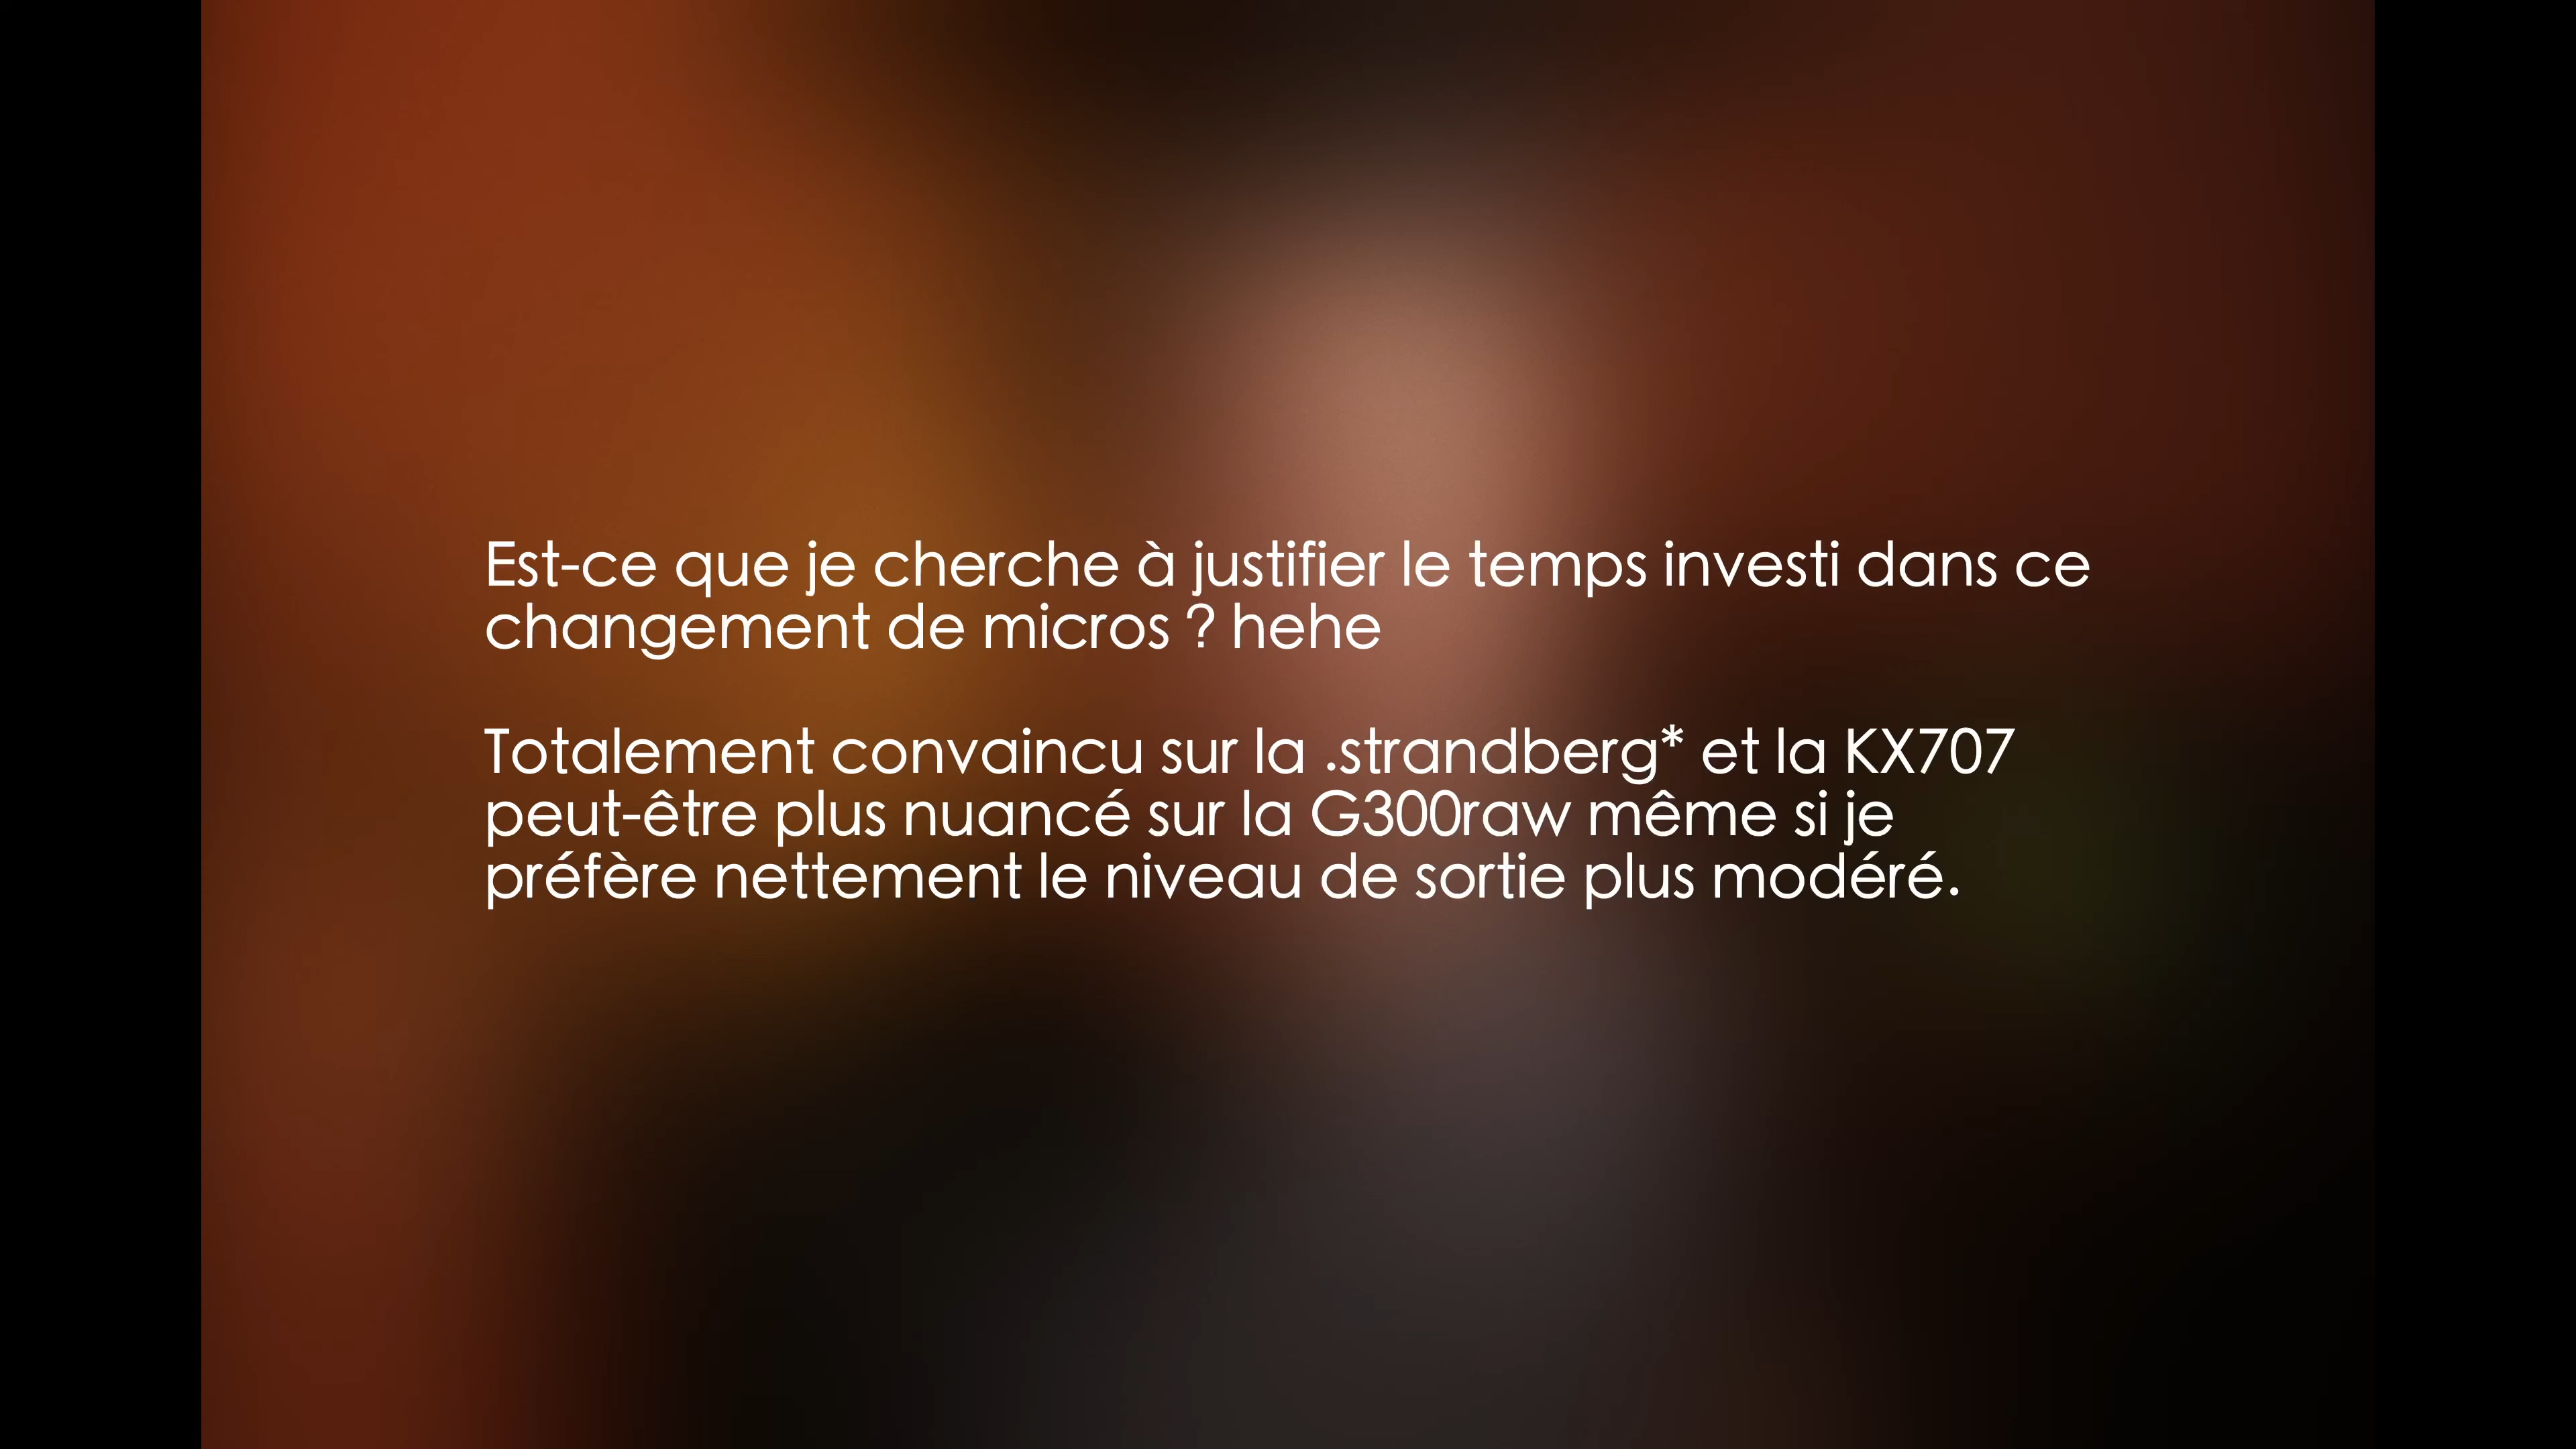 Est-ce que je cherche à justifier le temps investi dans ce
changement de micros ? hehe
Totalement convaincu sur la .strandberg* et la KX707
peut-être plus nuancé sur la G300raw même si je
préfère nettement le niveau de sortie plus modéré.